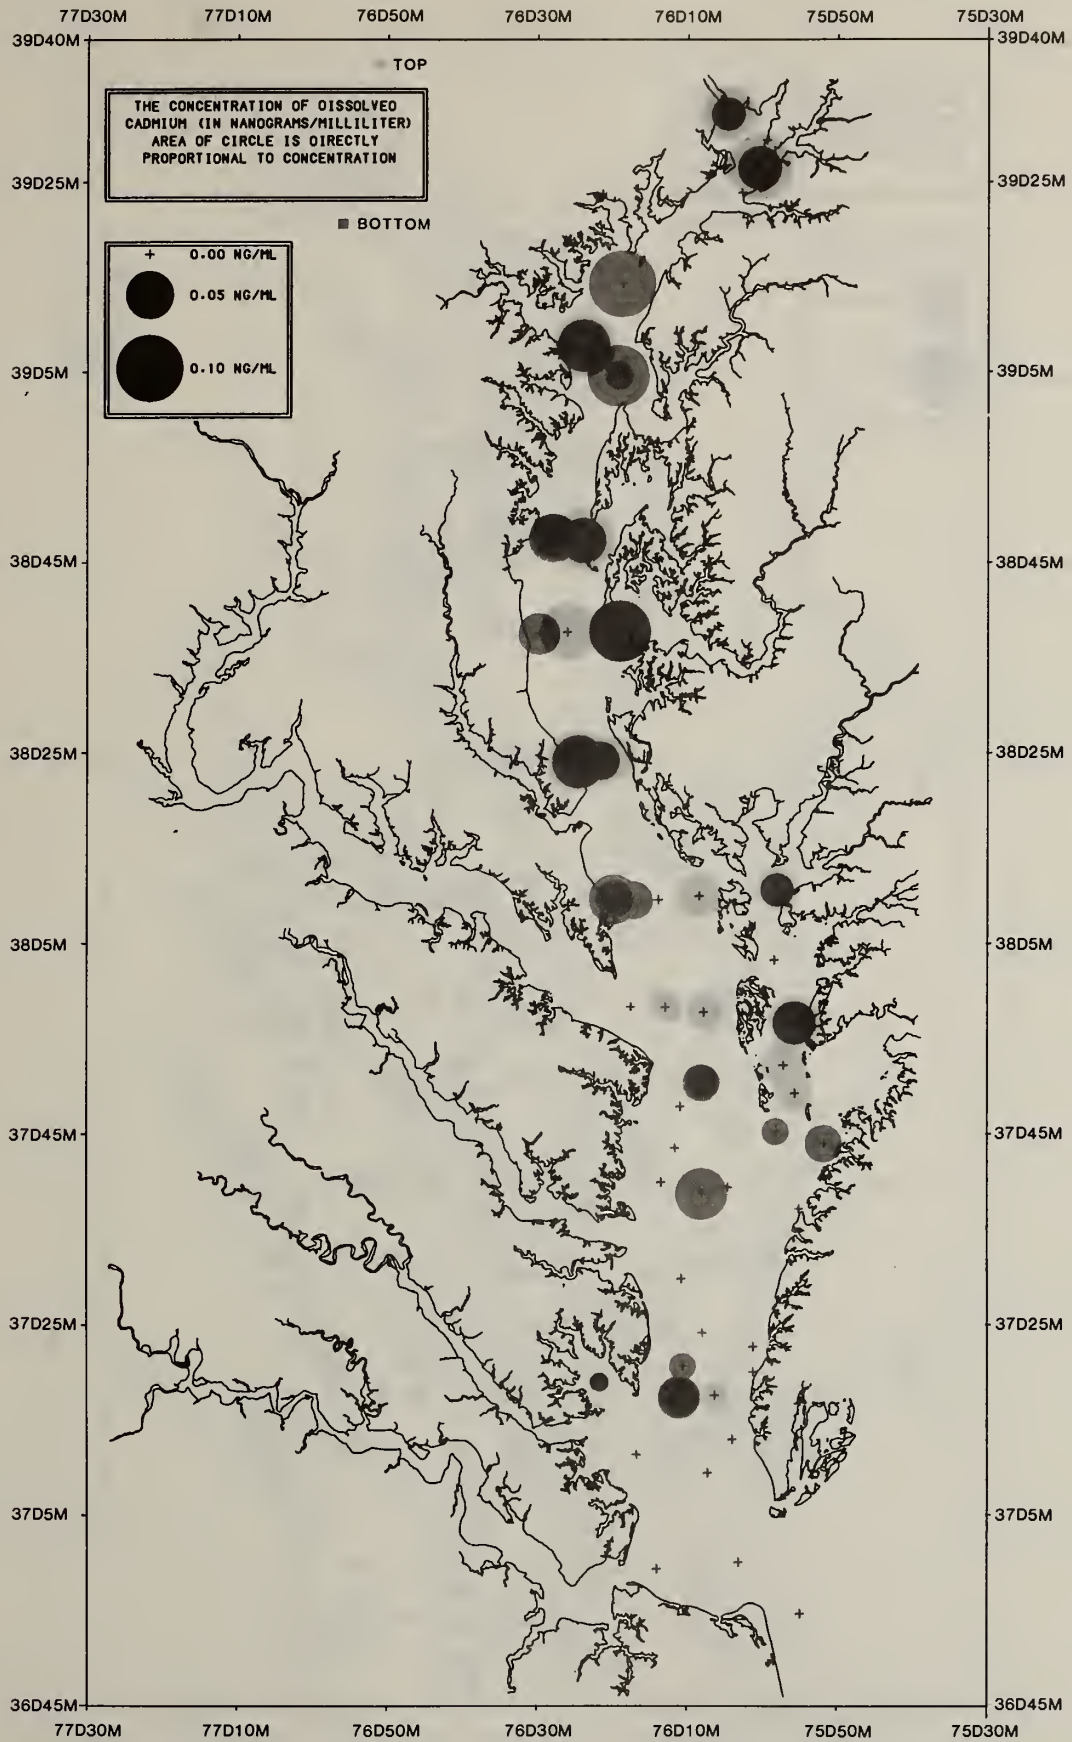 77D30M 77D10M 76D50M 76D30M 76D10M 75D50M 75D30M
39D40M 39D40M
TOP
THE CONCENTRATION OF DISSOLVED
CADMIUM (IN NANOGRAMS/MILLILITER)
AREA OF CIRCLE IS DIRECTLY
PROPORTIONAL TO CONCENTRATION
39D25M 39D25M
BOTTOM
+ 0.00 NG/ML
0.05 NG/ML
0.10 NG/ML
39D5M 39D5M
38D45M 38D45M
38D25M 38D25M
38D5M 38D5M
37D45M 37D45M
37D25M 37D25M
37D5M 37D5M
36D45M 36D45M
77D30M 77D10M 76D50M 76D30M 76D10M 75D50M 75D30M